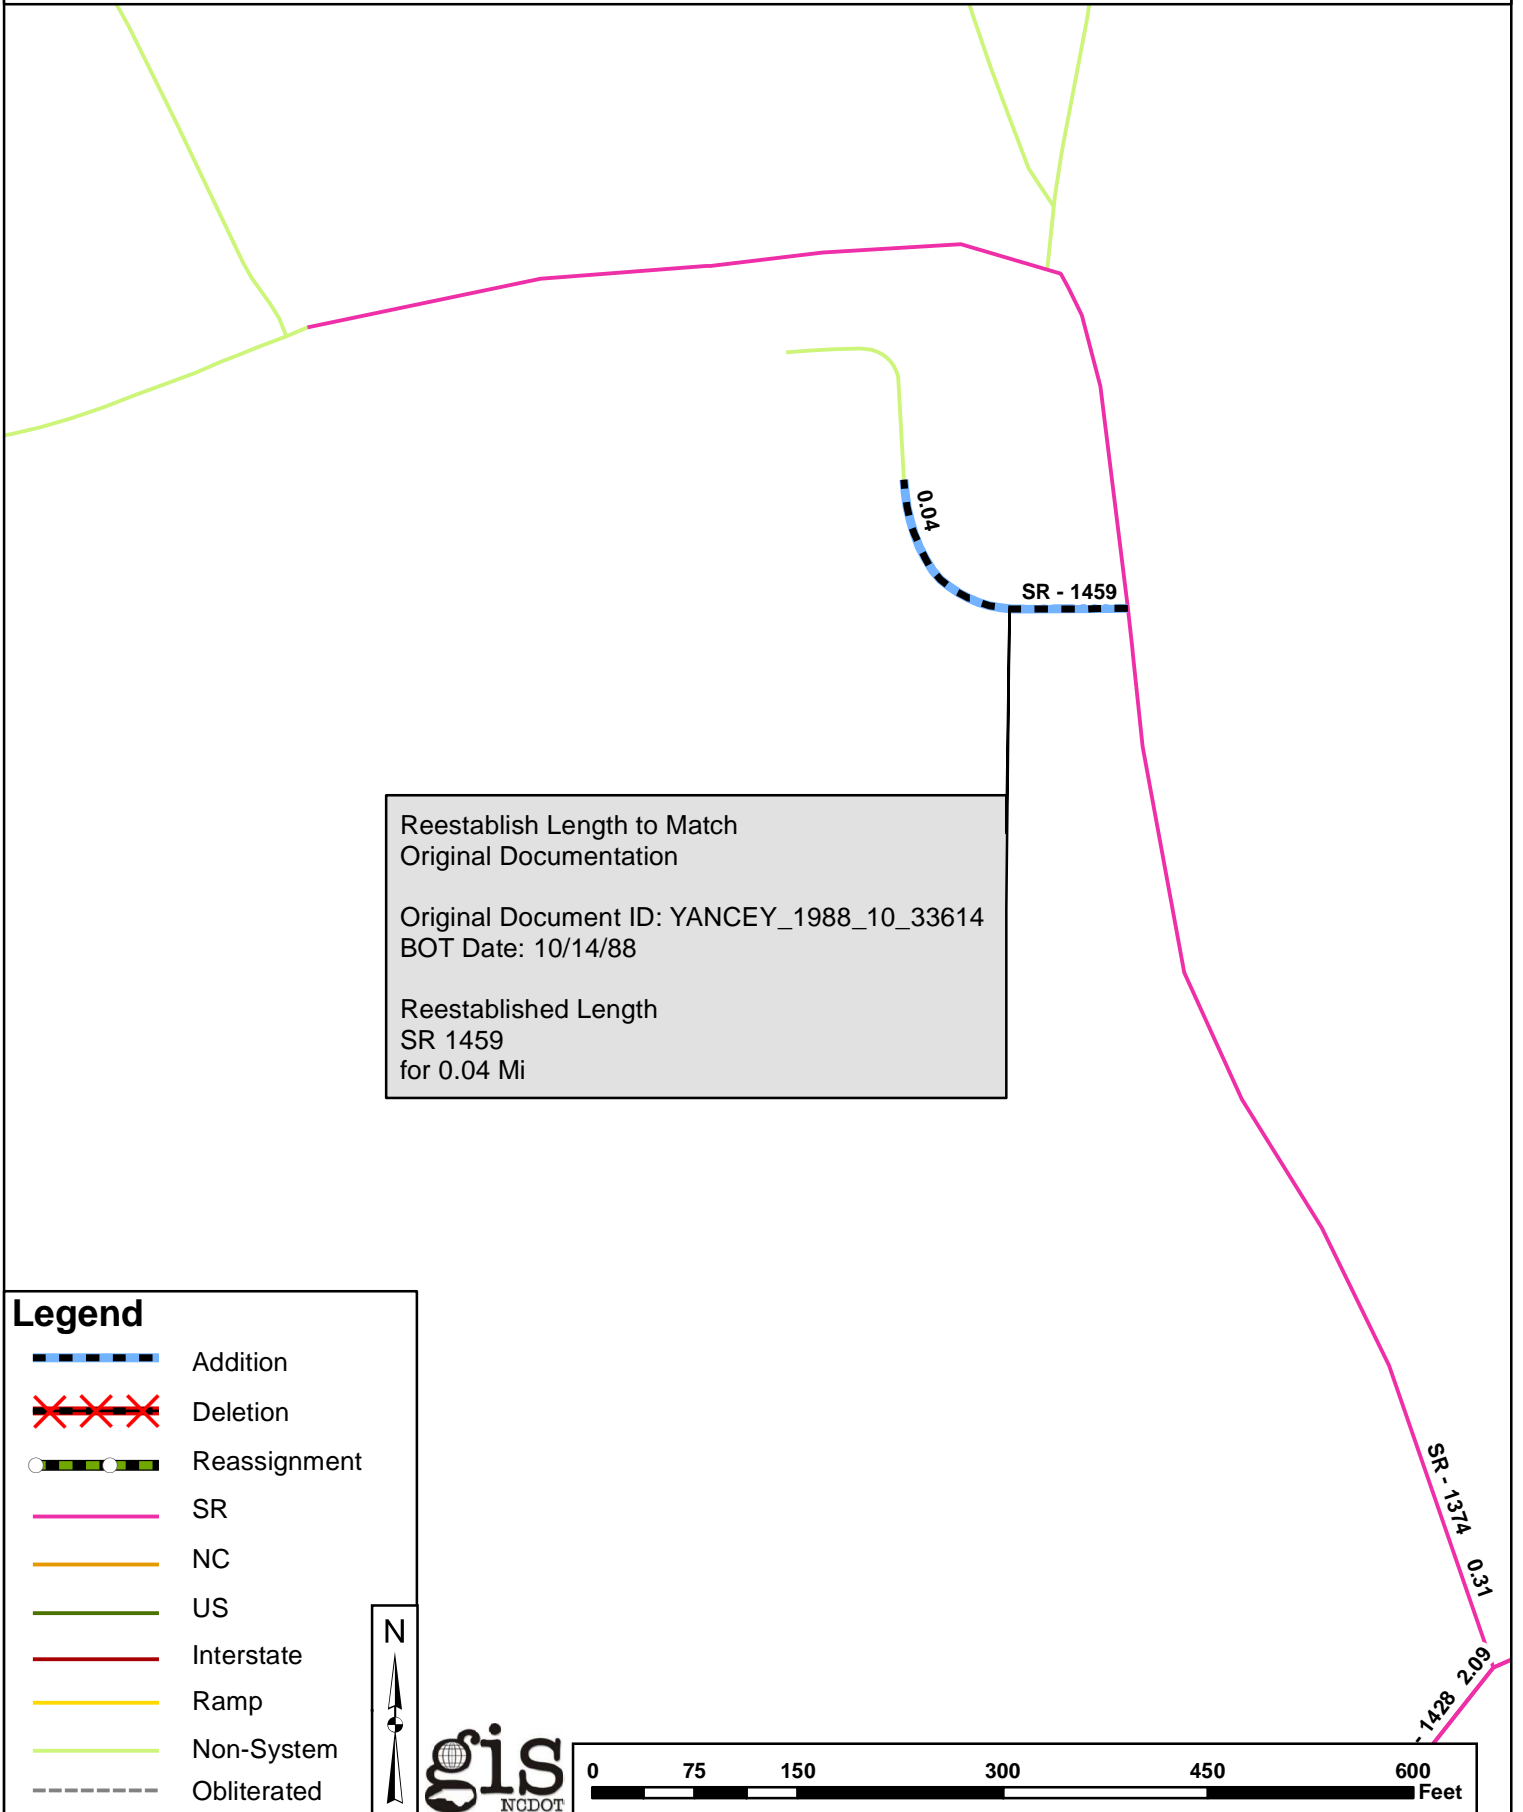 0.04
SR - 1459
Reestablish Length to Match
Original Documentation
Original Document ID: YANCEY_1988_10_33614
BOT Date: 10/14/88
Reestablished Length
SR 1459
for 0.04 Mi
SR - 1374 0.31
- 1428 2.09
Legend
Addition
Deletion
Reassignment
SR
NC
US
Interstate
Ramp
Non-System
Obliterated
N
gis
NCDOT
0 75 150 300 450 600
Feet